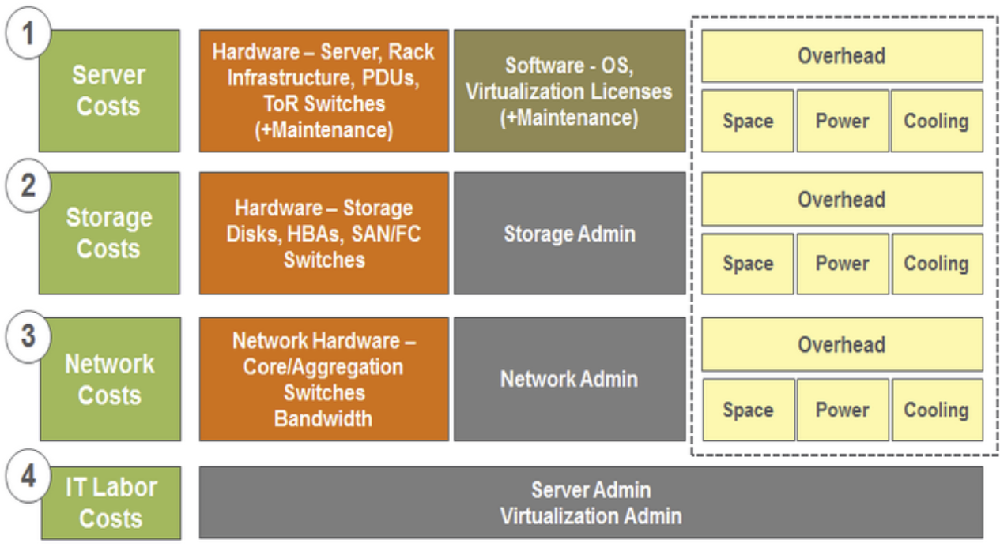 1
Server
Costs
Hardware – Server, Rack
Infrastructure, PDUs,
ToR Switches
(+Maintenance)
Software - OS,
Virtualization Licenses
(+Maintenance)
Overhead
Space
Power
Cooling
2
Storage
Costs
Hardware – Storage
Disks, HBAs, SAN/FC
Switches
Storage Admin
Overhead
Space
Power
Cooling
3
Network
Costs
Network Hardware –
Core/Aggregation
Switches
Bandwidth
Network Admin
Overhead
Space
Power
Cooling
4
IT Labor
Costs
Server Admin
Virtualization Admin